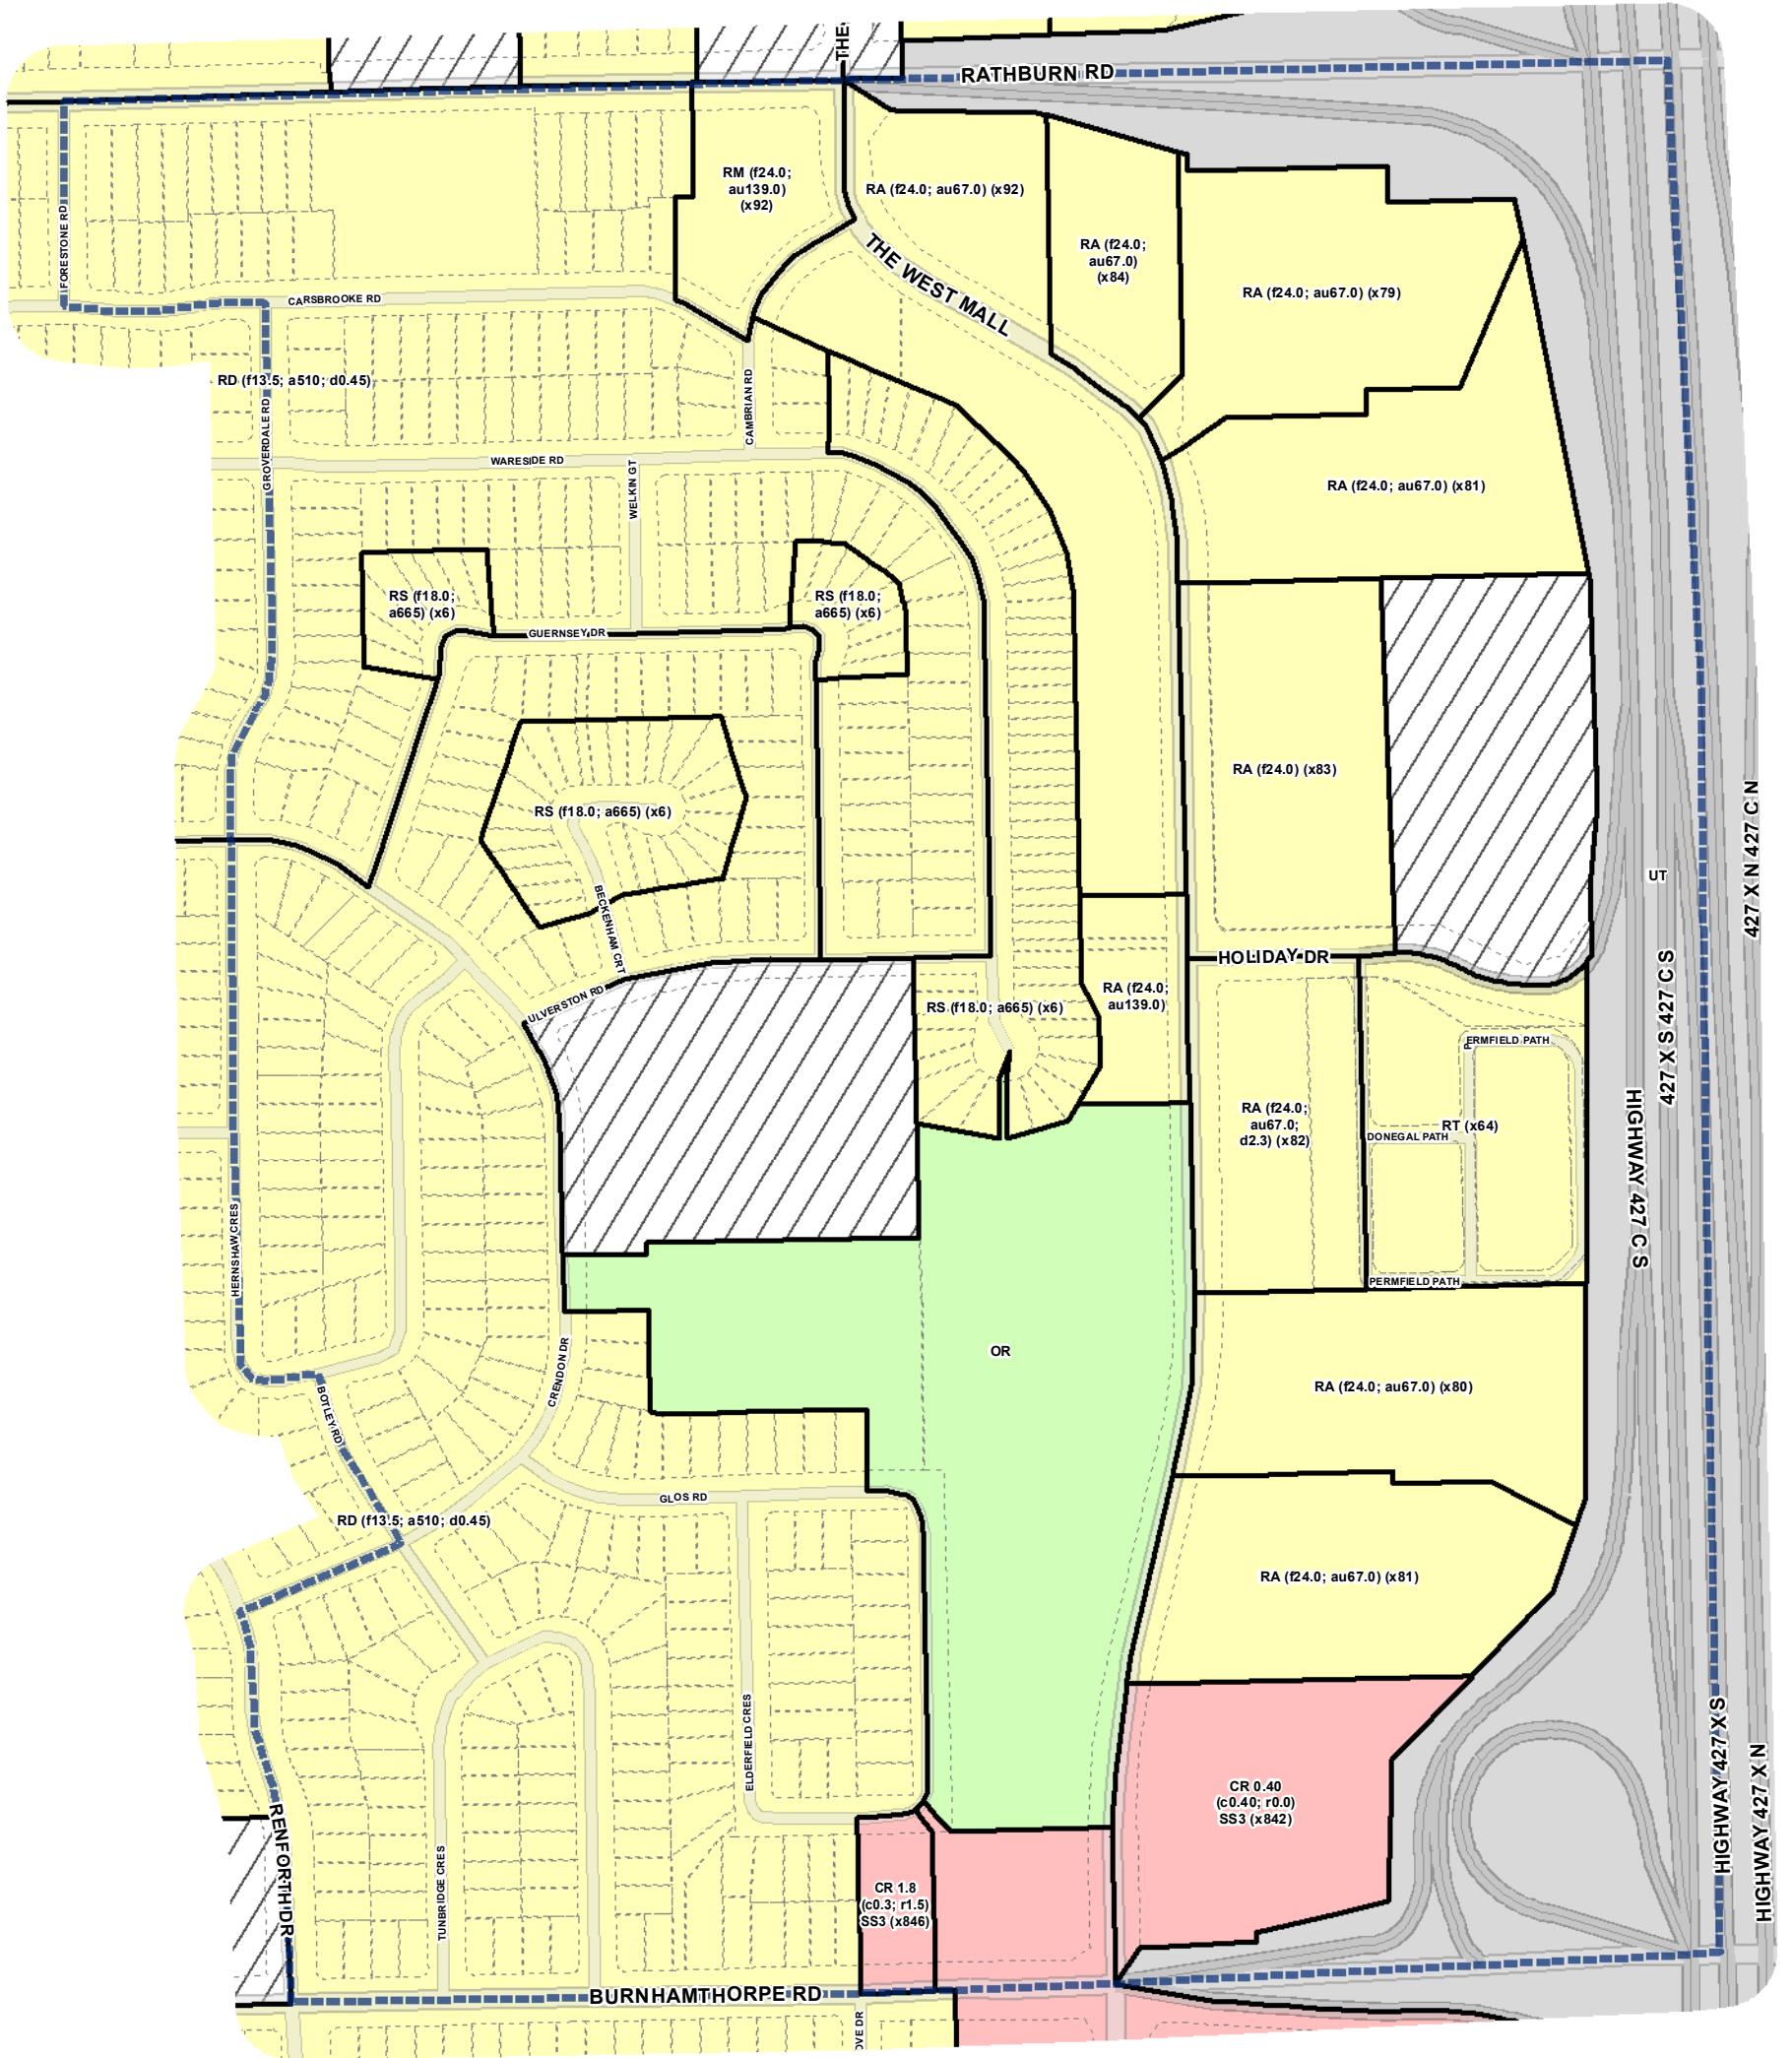 THE
RATHBURN RD
RM (f24.0;
au139.0)
(x92)
RA (f24.0; au67.0) (x92)
RA (f24.0;
au67.0)
(x84)
RA (f24.0; au67.0) (x79)
FORESTONE RD
THE WEST MALL
CARSBROOKE RD
RD (f13.5; a510; d0.45)
CAMBRIAN RD
GROVERDALE RD
WARESIDE RD
WELKIN GT
RA (f24.0; au67.0) (x81)
RS (f18.0;
a665) (x6)
RS (f18.0;
a665) (x6)
GUERNSEY DR
RA (f24.0) (x83)
RS (f18.0; a665) (x6)
427 X N 427 C N
UT
BECKENHAM CRT
HOLIDAY DR
427 X S 427 C S
ULVERSTON RD
RS (f18.0; a665) (x6)
RA (f24.0;
au139.0)
PERMFIELD PATH
RA (f24.0;
au67.0;
d2.3) (x82)
RT (x64)
DONEGAL PATH
HIGHWAY 427 C S
HERNSHAW CRES
PERMFIELD PATH
OR
CRENDON DR
RA (f24.0; au67.0) (x80)
BOTLEY RD
GLOS RD
RD (f13.5; a510; d0.45)
RA (f24.0; au67.0) (x81)
ELDERFIELD CRES
HIGHWAY 427 X S
CR 0.40
(c0.40; r0.0)
SS3 (x842)
HIGHWAY 427 X N
RENFORTH DR
TUNBRIDGE CRES
CR 1.8
(c0.3; r1.5)
SS3 (x846)
BURNHAMTHORPE RD
OVE DR